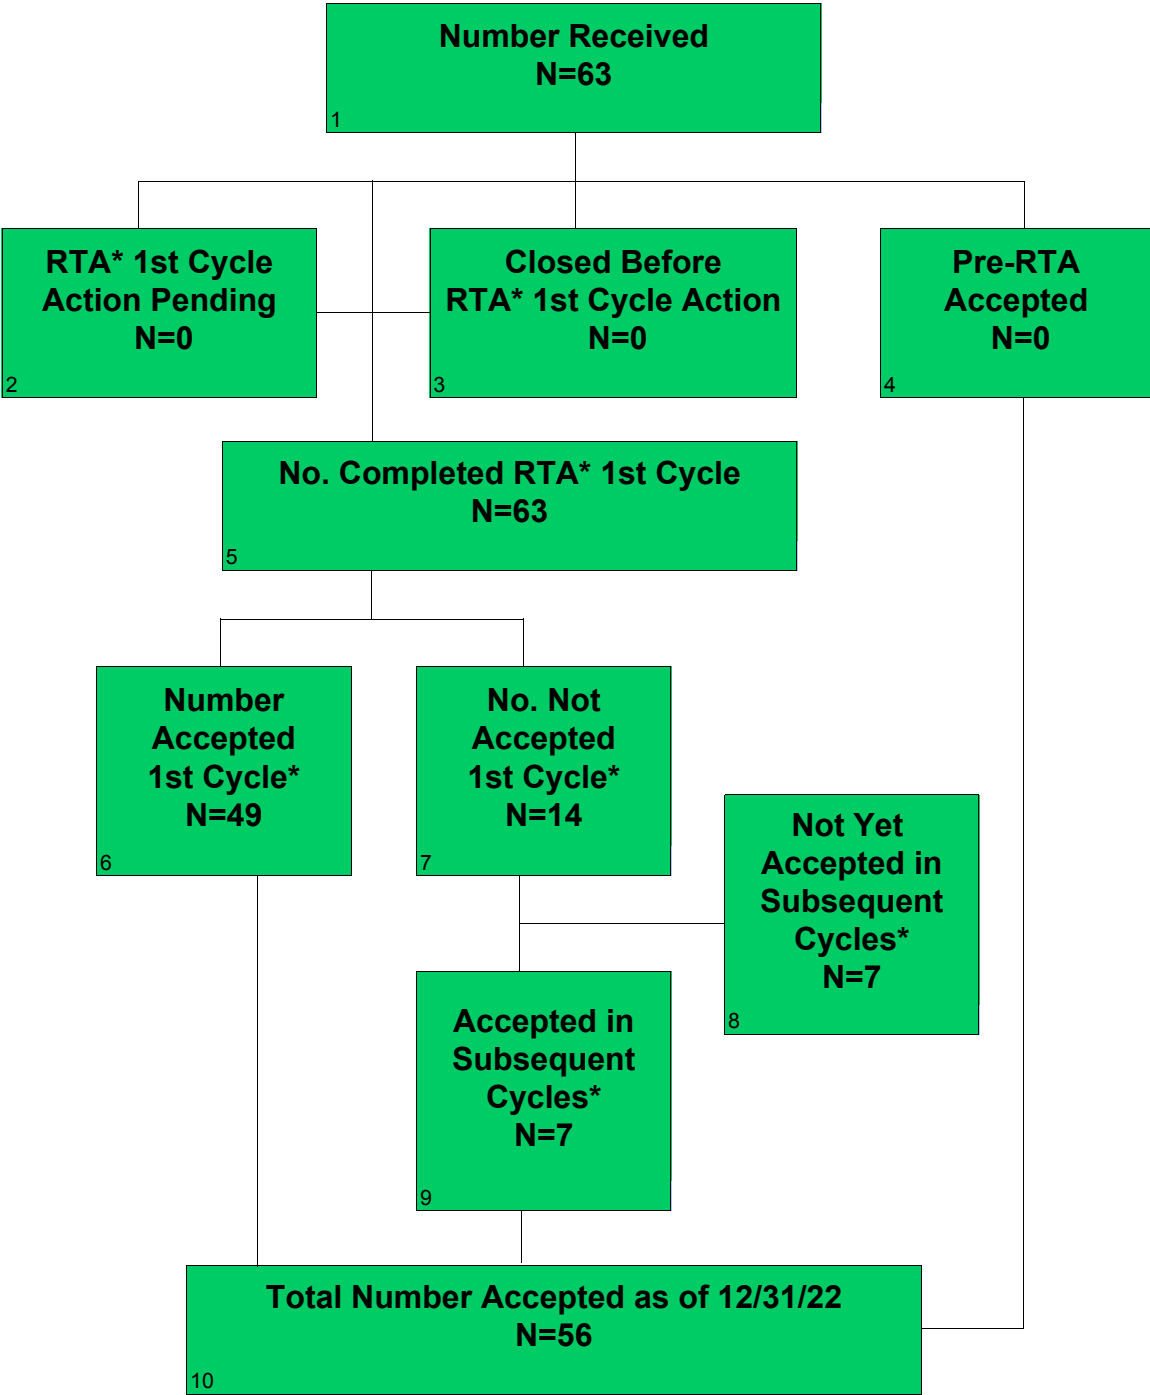 Number Received
N=63
1
RTA* 1st Cycle
Action Pending
N=0
2
Closed Before
RTA* 1st Cycle Action
N=0
3
Pre-RTA
Accepted
N=0
4
No. Completed RTA* 1st Cycle
N=63
5
Number
Accepted
1st Cycle*
N=49
6
No. Not
Accepted
1st Cycle*
N=14
7
Not Yet
Accepted in
Subsequent
Cycles*
N=7
8
Accepted in
Subsequent
Cycles*
N=7
9
Total Number Accepted as of 12/31/22
N=56
10